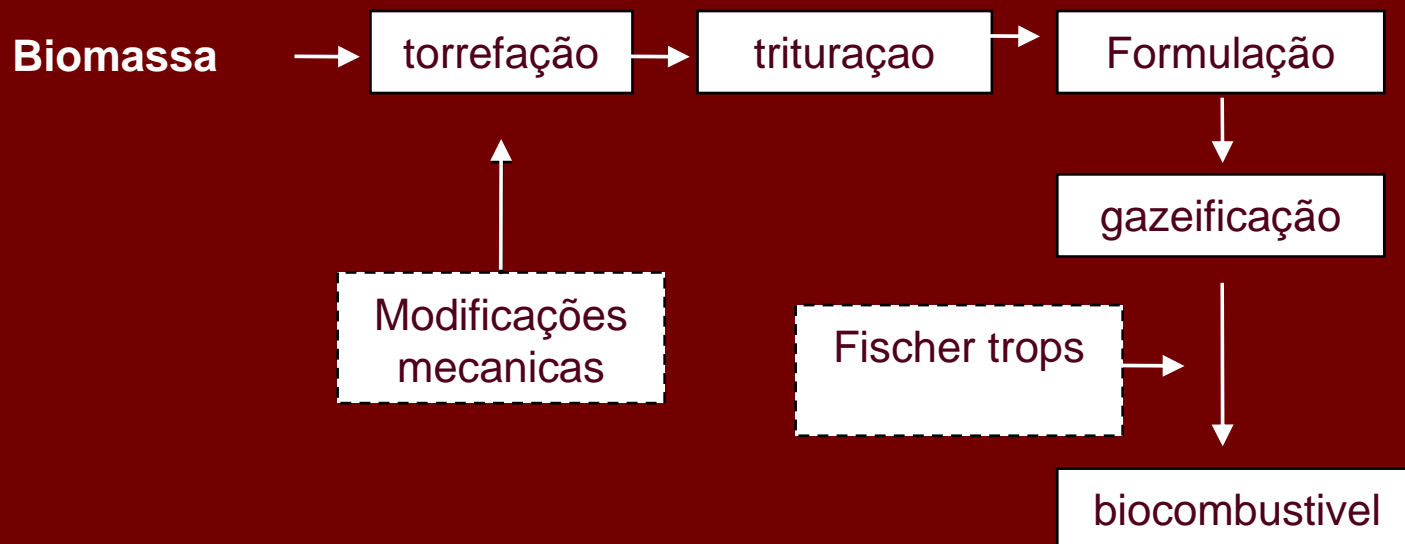 Biomassa
torrefação
trituraçao
Formulação
gazeificação
Modificações
mecanicas
Fischer trops
biocombustivel